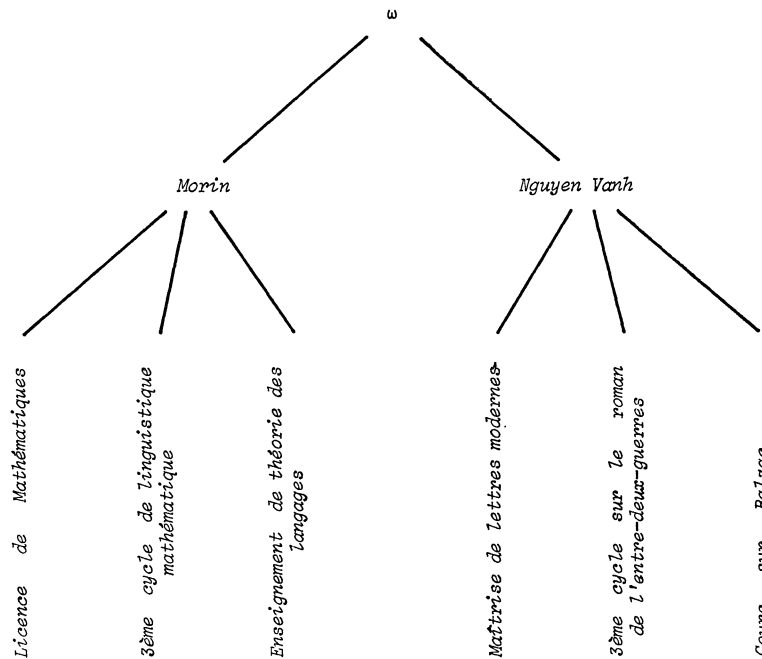 ω
Morin
Nguyen Vanh
Licence de Mathématiques
3ème cycle de linguistique
mathématique
Enseignement de théorie des
langages
Maîtrise de lettres modernes
3ème cycle sur le roman
de l'entre-deux-guerres
Cours sur Balzac